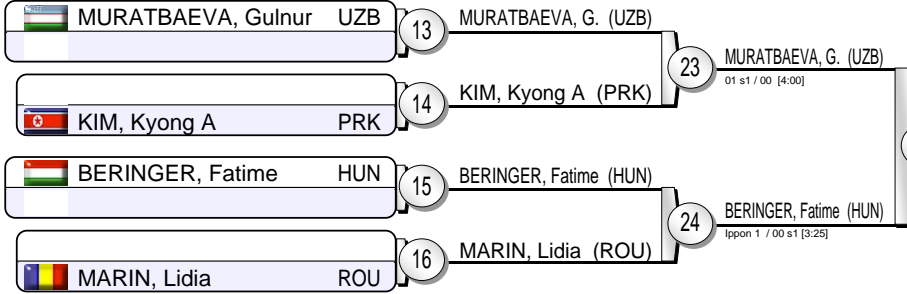 MURATBAEVA, Gulnur UZB
13
MURATBAEVA, G. (UZB)
KIM, Kyong A PRK
14
KIM, Kyong A (PRK)
23
MURATBAEVA, G. (UZB)
01 s1 / 00 [4:00]
BERINGER, Fatime HUN
15
BERINGER, Fatime (HUN)
MARIN, Lidia ROU
16
MARIN, Lidia (ROU)
24
BERINGER, Fatime (HUN)
Ippon 1 / 00 s1 [3:25]